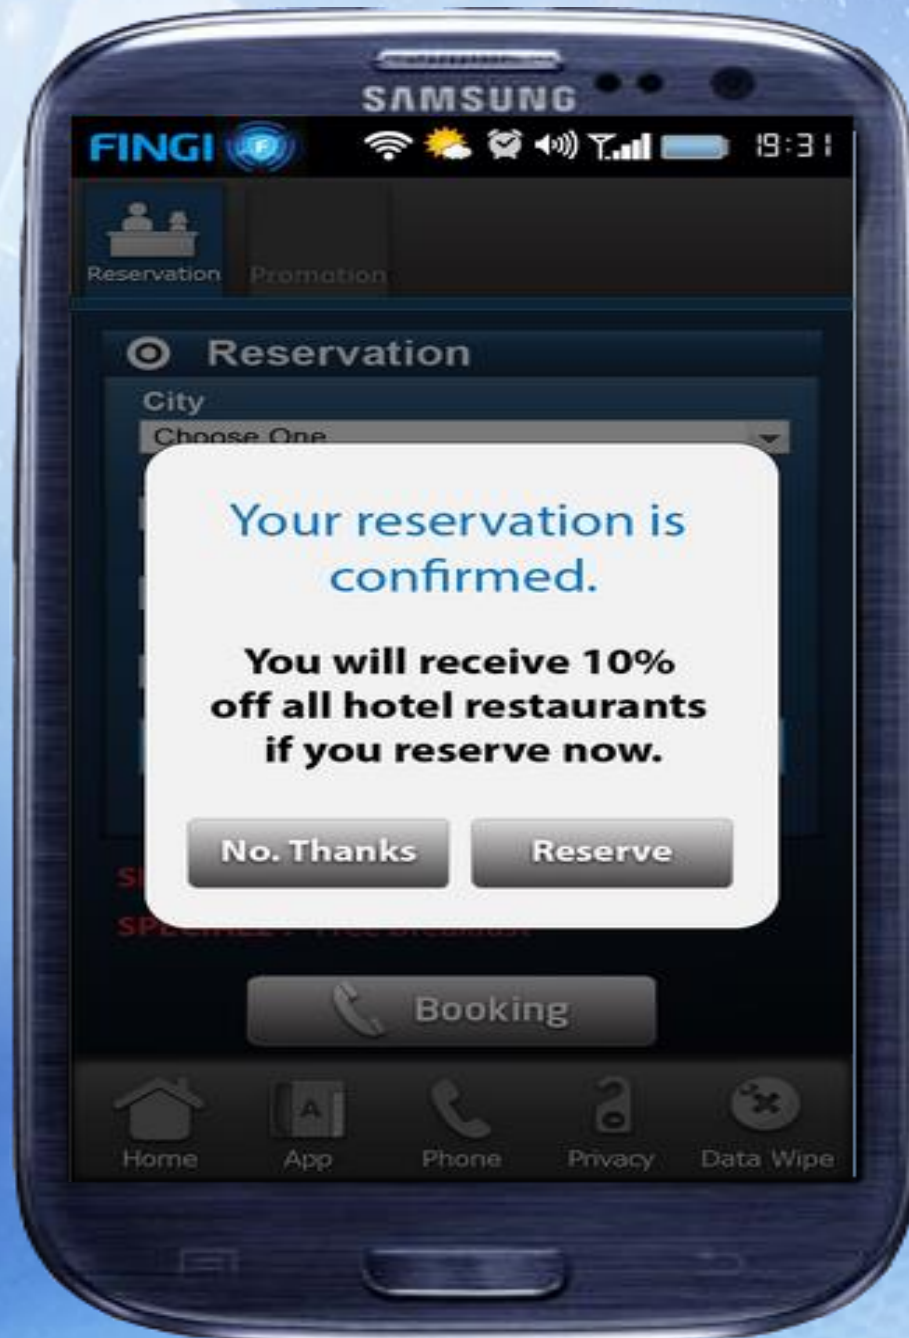 SAMSUNG
FINGI 19:31
Reservation Promotion
Reservation
City
Choose One
Your reservation is
confirmed.
You will receive 10%
off all hotel restaurants
if you reserve now.
No. Thanks Reserve
Booking
A
Home App Phone Privacy Data Wipe